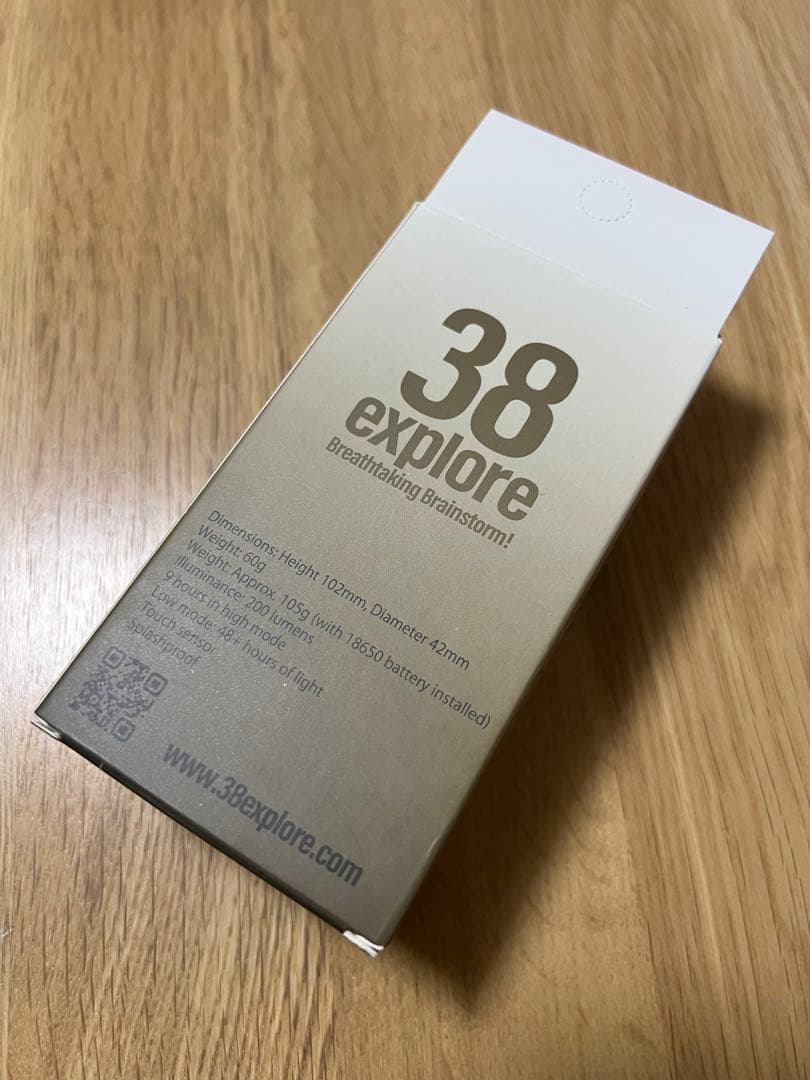 38
explore
Breathtaking Brainstorm!
Dimensions: Height 102mm, Diameter 42mm
Weight: 60g
Weight: Approx. 105g (with 18650 battery installed)
Illuminance: 200 lumens
9 hours in high mode
Low mode: 48+ hours of light
Touch sensor
Splashproof
www.38explore.com